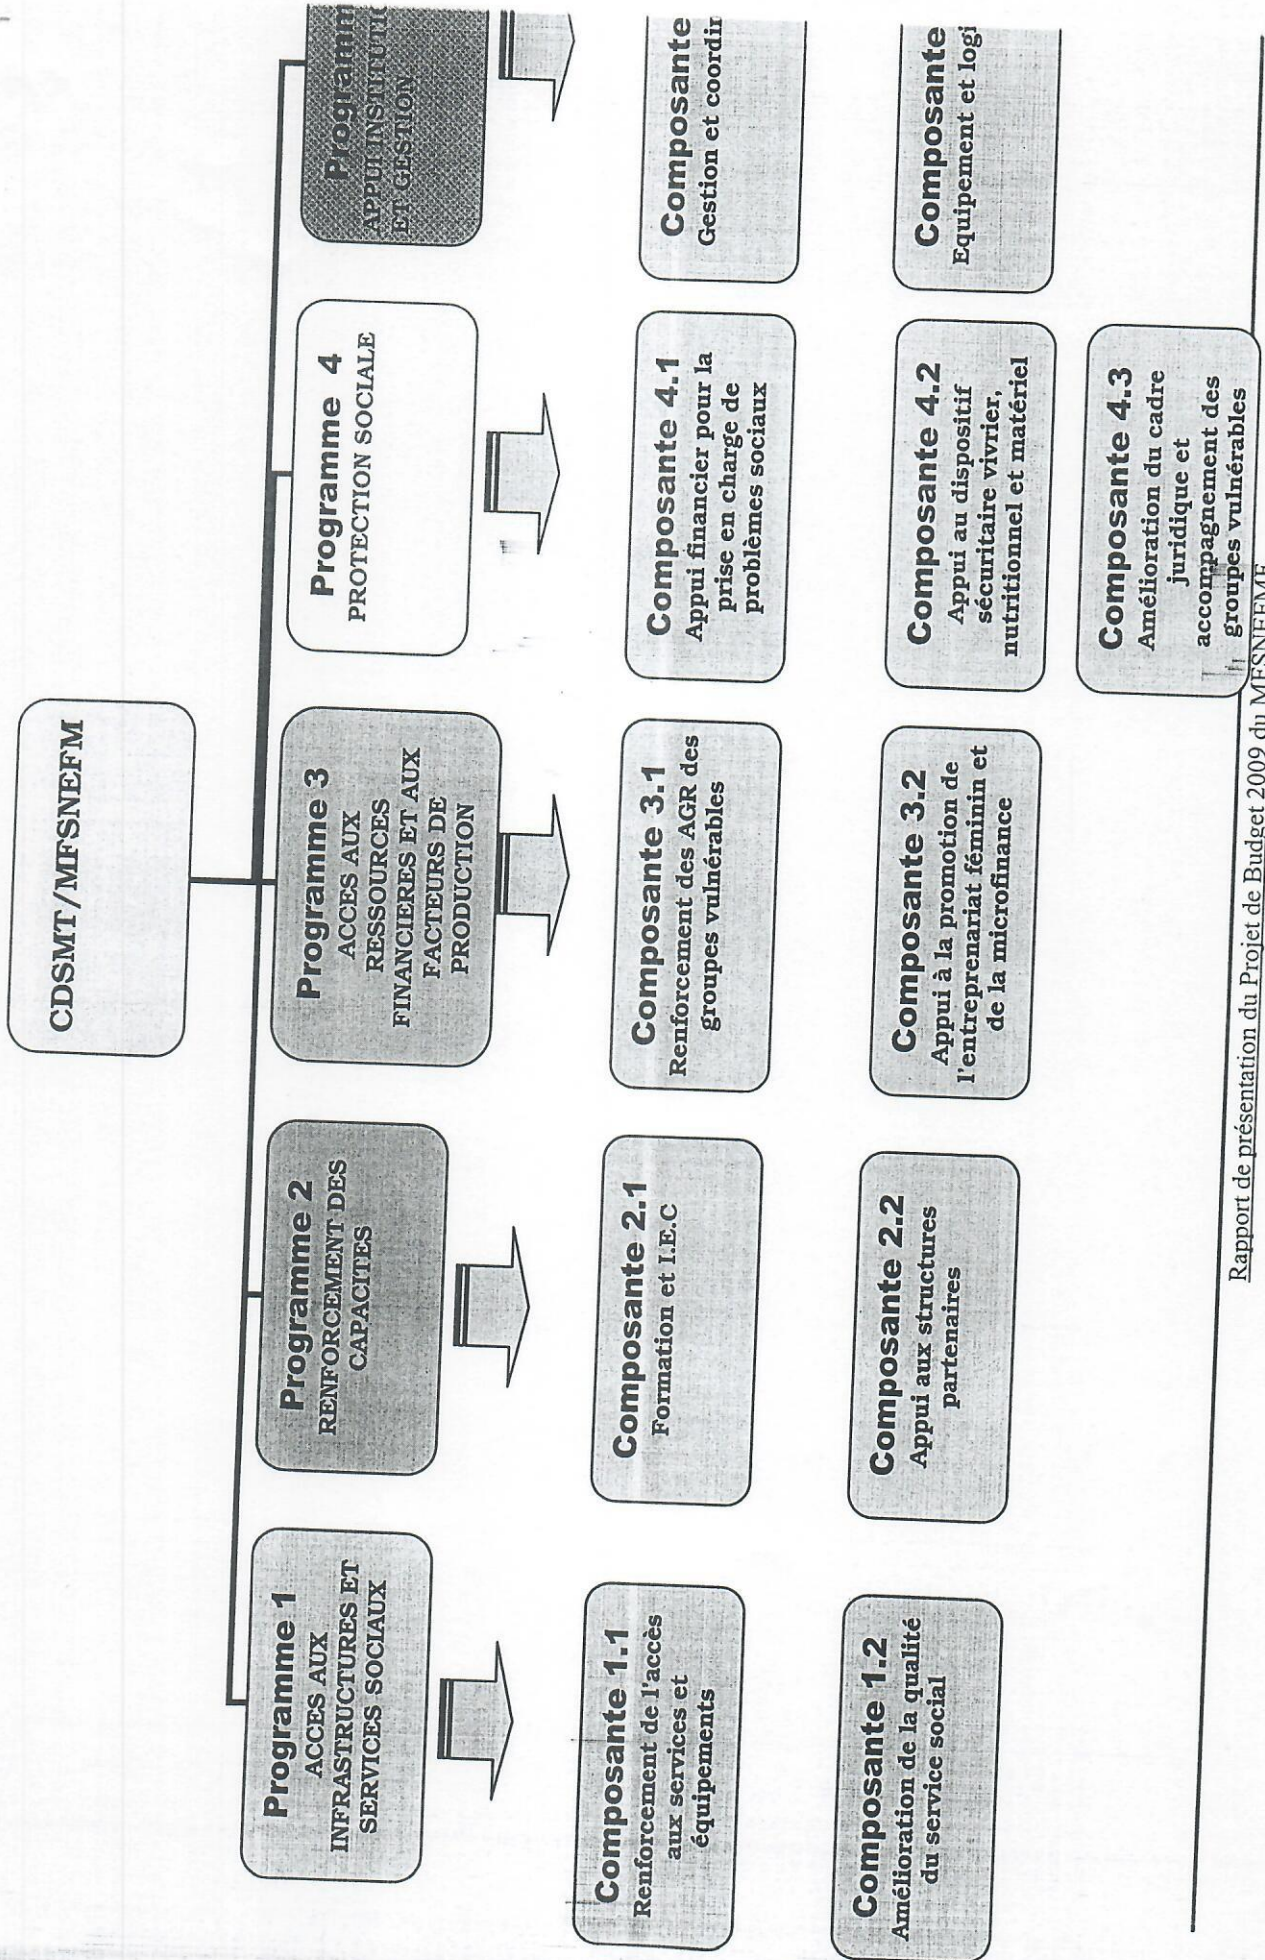 CDSMT/MFSNEFM
Programme 1
ACCES AUX
INFRASTRUCTURES ET
SERVICES SOCIAUX
Programme 2
RENFORCEMENT DES
CAPACITES
Programme 3
ACCES AUX
RESSOURCES
FINANCIERES ET AUX
FACTEURS DE
PRODUCTION
Programme 4
PROTECTION SOCIALE
Programm
APPUI INSTITUTIO
ET GESTION
Composante 1.1
Renforcement de l'accès
aux services et
équipements
Composante 2.1
Formation et I.E.C
Composante 3.1
Renforcement des AGR des
groupes vulnérables
Composante 4.1
Appui financier pour la
prise en charge de
problèmes sociaux
Composante
Gestion et coordin
Composante 1.2
Amélioration de la qualité
du service social
Composante 2.2
Appui aux structures
partenaires
Composante 3.2
Appui à la promotion de
l'entreprenariat féminin et
de la microfinance
Composante 4.2
Appui au dispositif
sécuritaire vivrier,
nutritionnel et matériel
Composante
Equipement et logi
Composante 4.3
Amélioration du cadre
juridique et
accompagnement des
groupes vulnérables
Rapport de présentation du Projet de Budget 2009 du